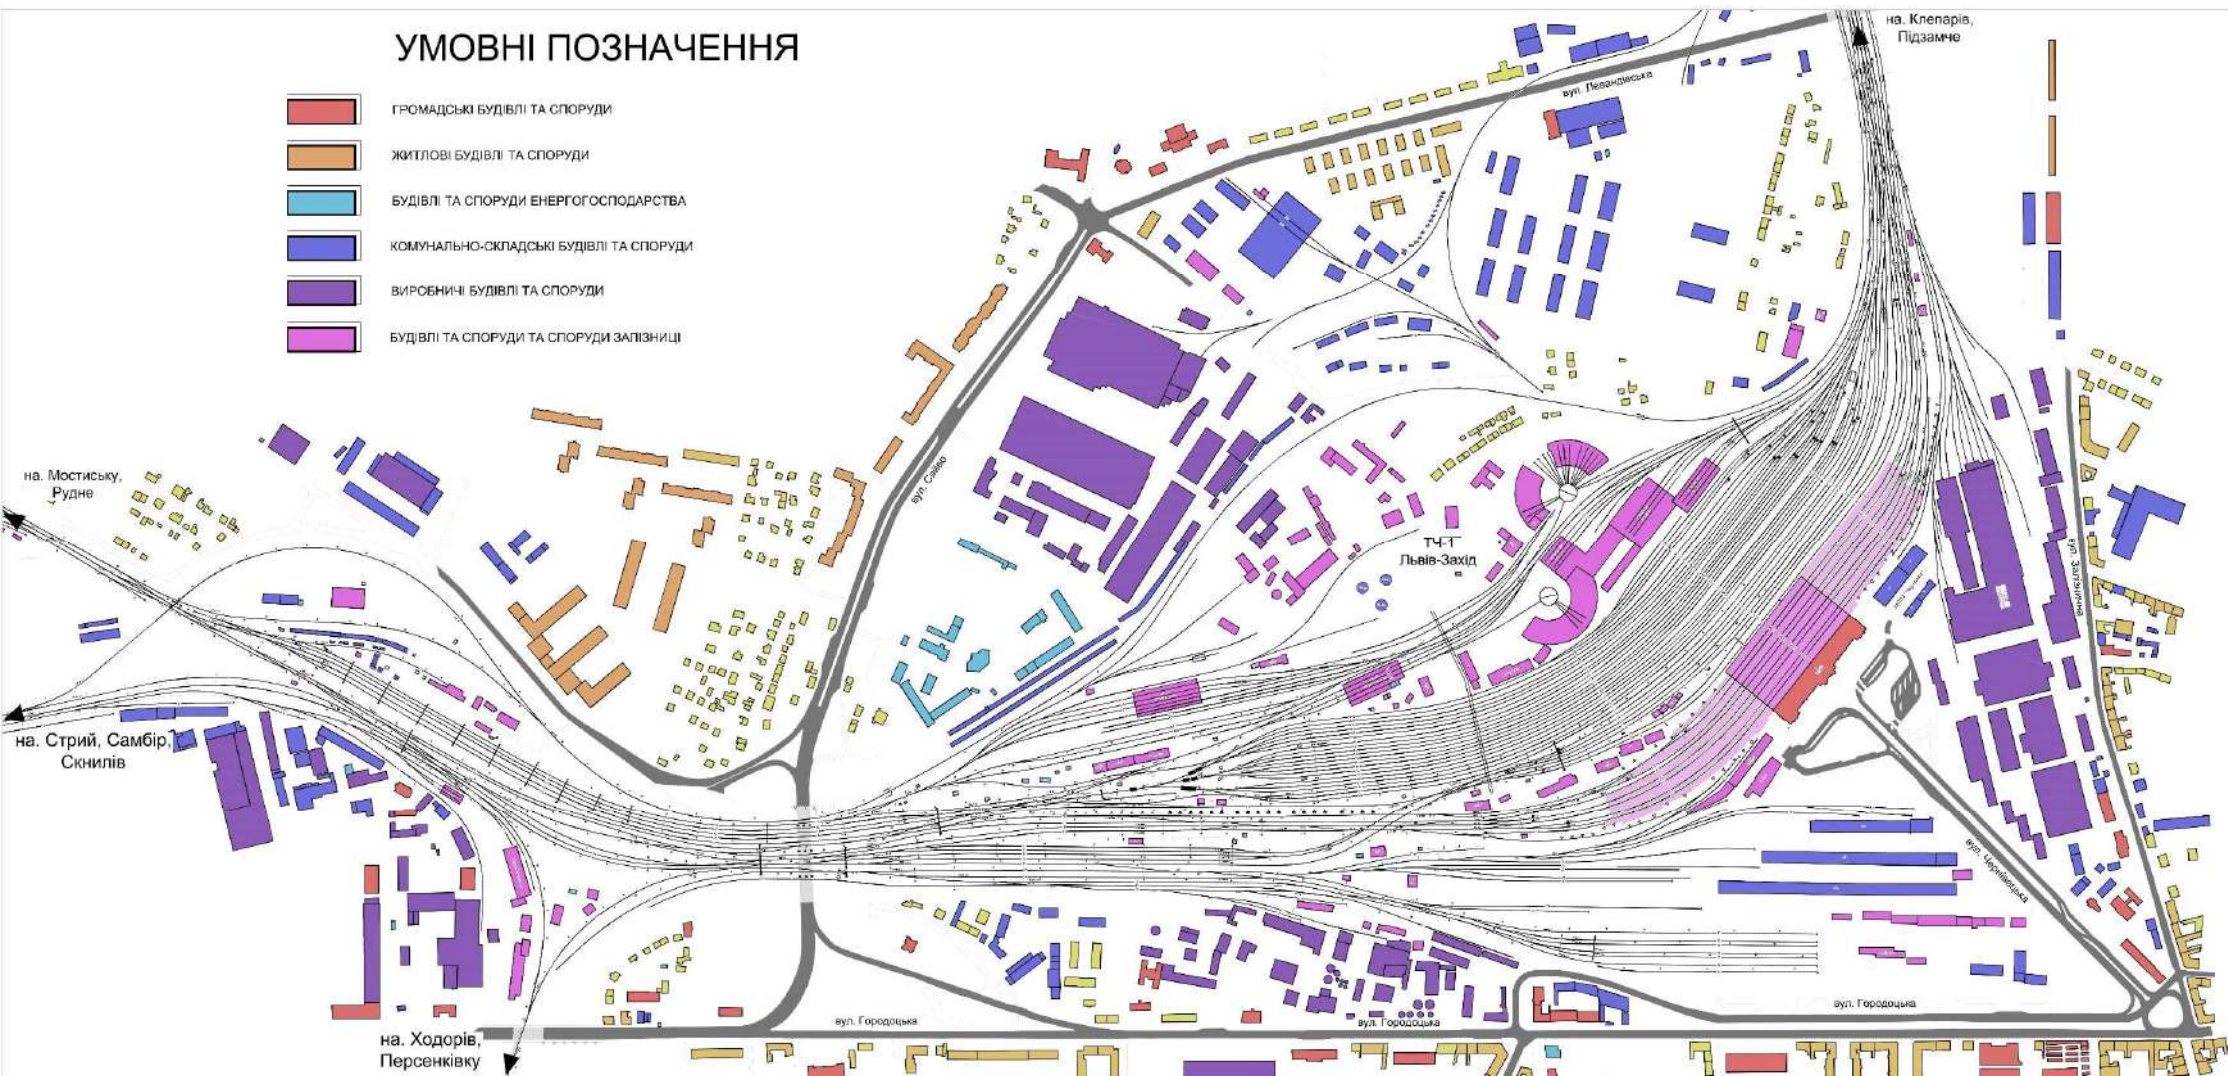 на. Клепарів,
Підзамче
УМОВНІ ПОЗНАЧЕННЯ
ГРОМАДСЬКІ БУДІВЛІ ТА СПОРУДИ
ЖИТЛОВІ БУДІВЛІ ТА СПОРУДИ
БУДІВЛІ ТА СПОРУДИ ЕНЕРГОГОСПОДАРСТВА
КОМУНАЛЬНО-СКЛАДСЬКІ БУДІВЛІ ТА СПОРУДИ
ВИРОБНИЧІ БУДІВЛІ ТА СПОРУДИ
БУДІВЛІ ТА СПОРУДИ ТА СПОРУДИ ЗАЛІЗНИЦІ
вул. Левандівська
на. Мостиську,
Рудне
вул. Сяйво
ТЧ-1
Львів-Захід
вул. Залізнична
на. Стрий, Самбір,
Скнилів
вул. Чернівецька
вул. Городоцька
вул. Городоцька
вул. Городоцька
на. Ходорів,
Персенківку